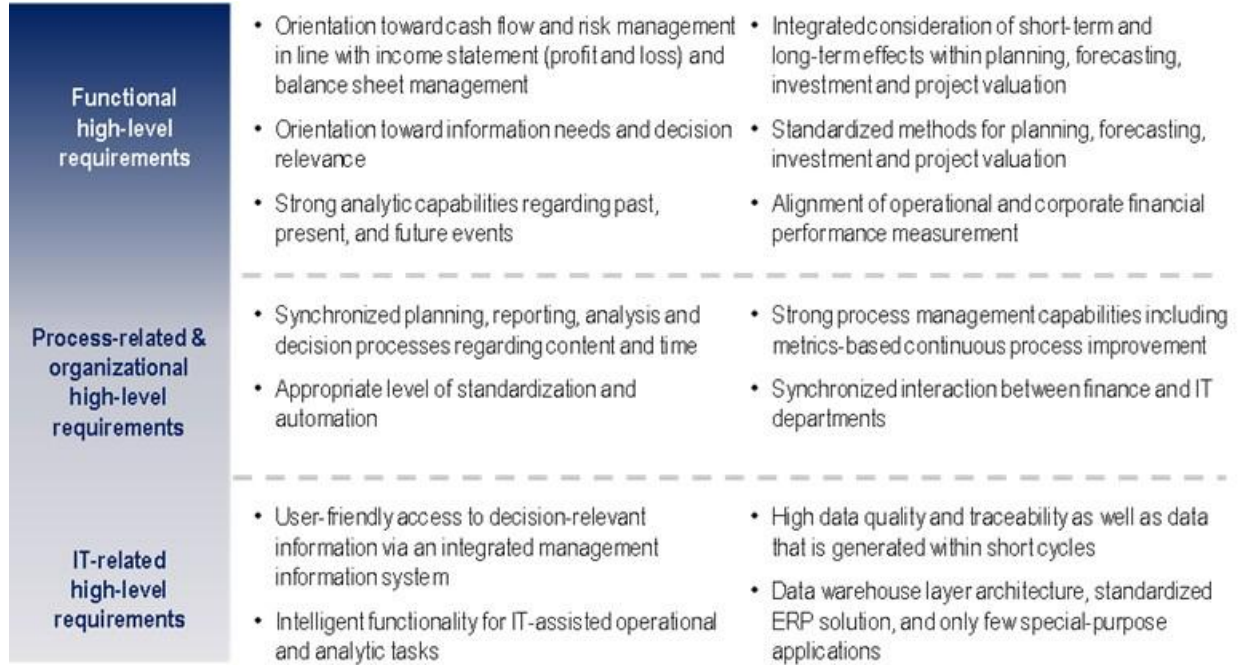 Functional
high-level
requirements
• Orientation toward cash flow and risk management
in line with income statement (profit and loss) and
balance sheet management
• Orientation toward information needs and decision
relevance
• Strong analytic capabilities regarding past,
present, and future events
• Integrated consideration of short-term and
long-term effects within planning, forecasting,
investment and project valuation
• Standardized methods for planning, forecasting,
investment and project valuation
• Alignment of operational and corporate financial
performance measurement
Process-related &
organizational
high-level
requirements
• Synchronized planning, reporting, analysis and
decision processes regarding content and time
• Appropriate level of standardization and
automation
• Strong process management capabilities including
metrics-based continuous process improvement
• Synchronized interaction between finance and IT
departments
IT-related
high-level
requirements
• User-friendly access to decision-relevant
information via an integrated management
information system
• Intelligent functionality for IT-assisted operational
and analytic tasks
• High data quality and traceability as well as data
that is generated within short cycles
• Data warehouse layer architecture, standardized
ERP solution, and only few special-purpose
applications